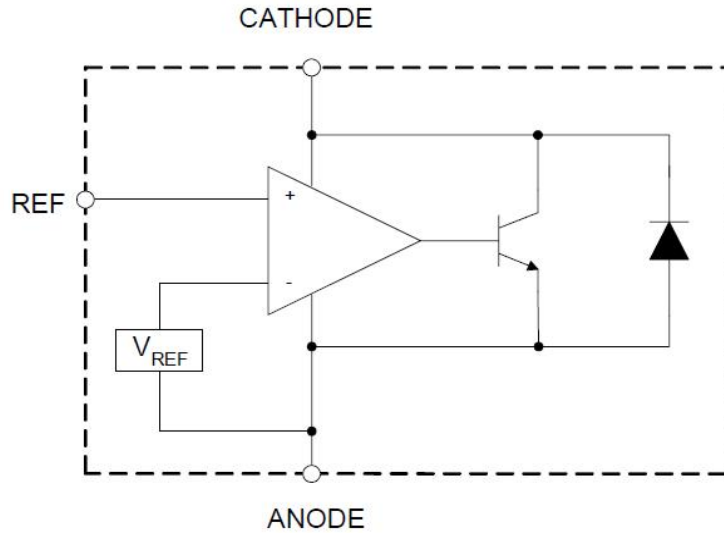 CATHODE
REF
+
-
VREF
ANODE